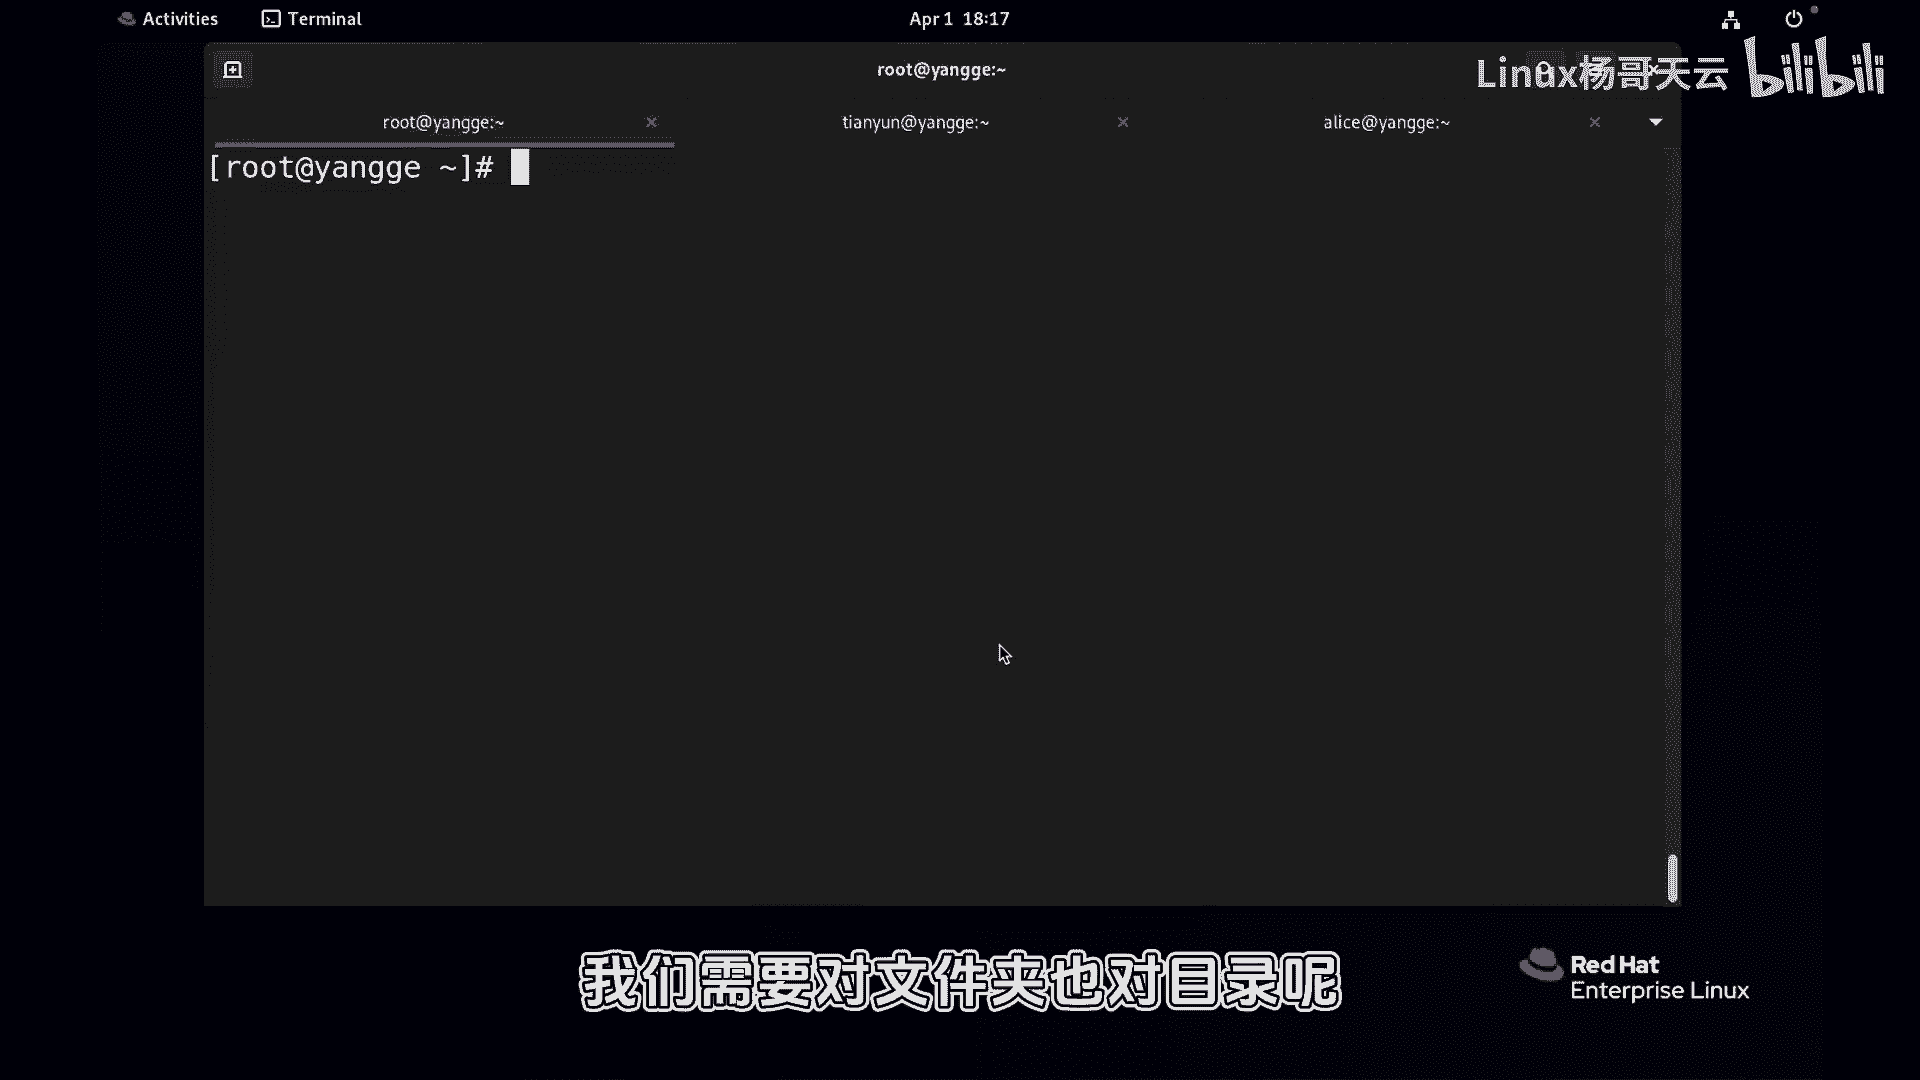 Activities Terminal Apr 1 18:17
root@yangge:~
Linux杨哥天云 bilibili
root@yangge:~ tianyun@yangge:~ alice@yangge:~
[root@yangge ~]#
我们需要对文件夹也对目录呢
Red Hat
Enterprise Linux